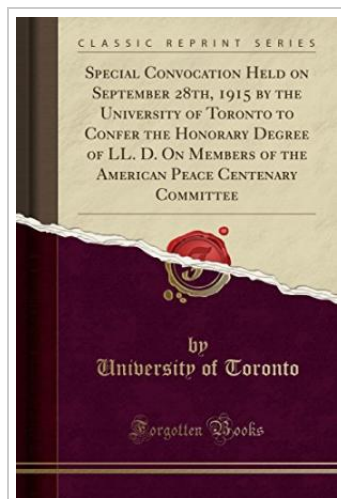 CLASSIC REPRINT SERIES
SPECIAL CONVOCATION HELD ON
SEPTEMBER 28TH, 1915 BY THE
UNIVERSITY OF TORONTO TO
CONFER THE HONORARY DEGREE
OF LL. D. ON MEMBERS OF THE
AMERICAN PEACE CENTENARY
COMMITTEE
by
University of Toronto
Forgotten Books